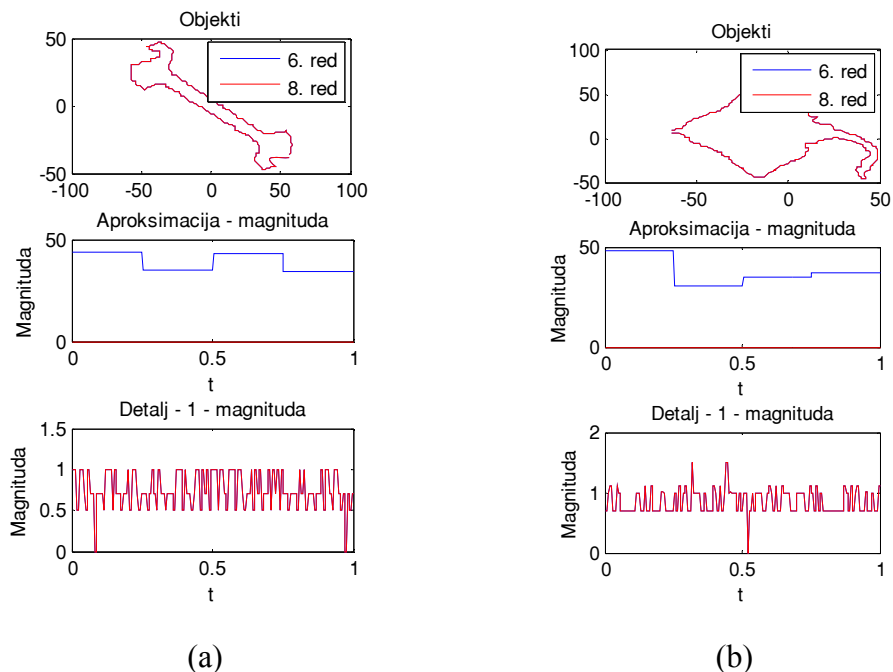 Objekti
50
0
-50
-100
-50
0
50
100
6. red
8. red
Aproksimacija - magnituda
Magnituda
50
0
0
0.5
1
t
Detalj - 1 - magnituda
Magnituda
1.5
1
0.5
0
0
0.5
1
t
(a)
Objekti
100
50
0
-50
-100
-50
0
50
6. red
8. red
Aproksimacija - magnituda
Magnituda
50
0
0
0.5
1
t
Detalj - 1 - magnituda
Magnituda
2
1
0
0
0.5
1
t
(b)